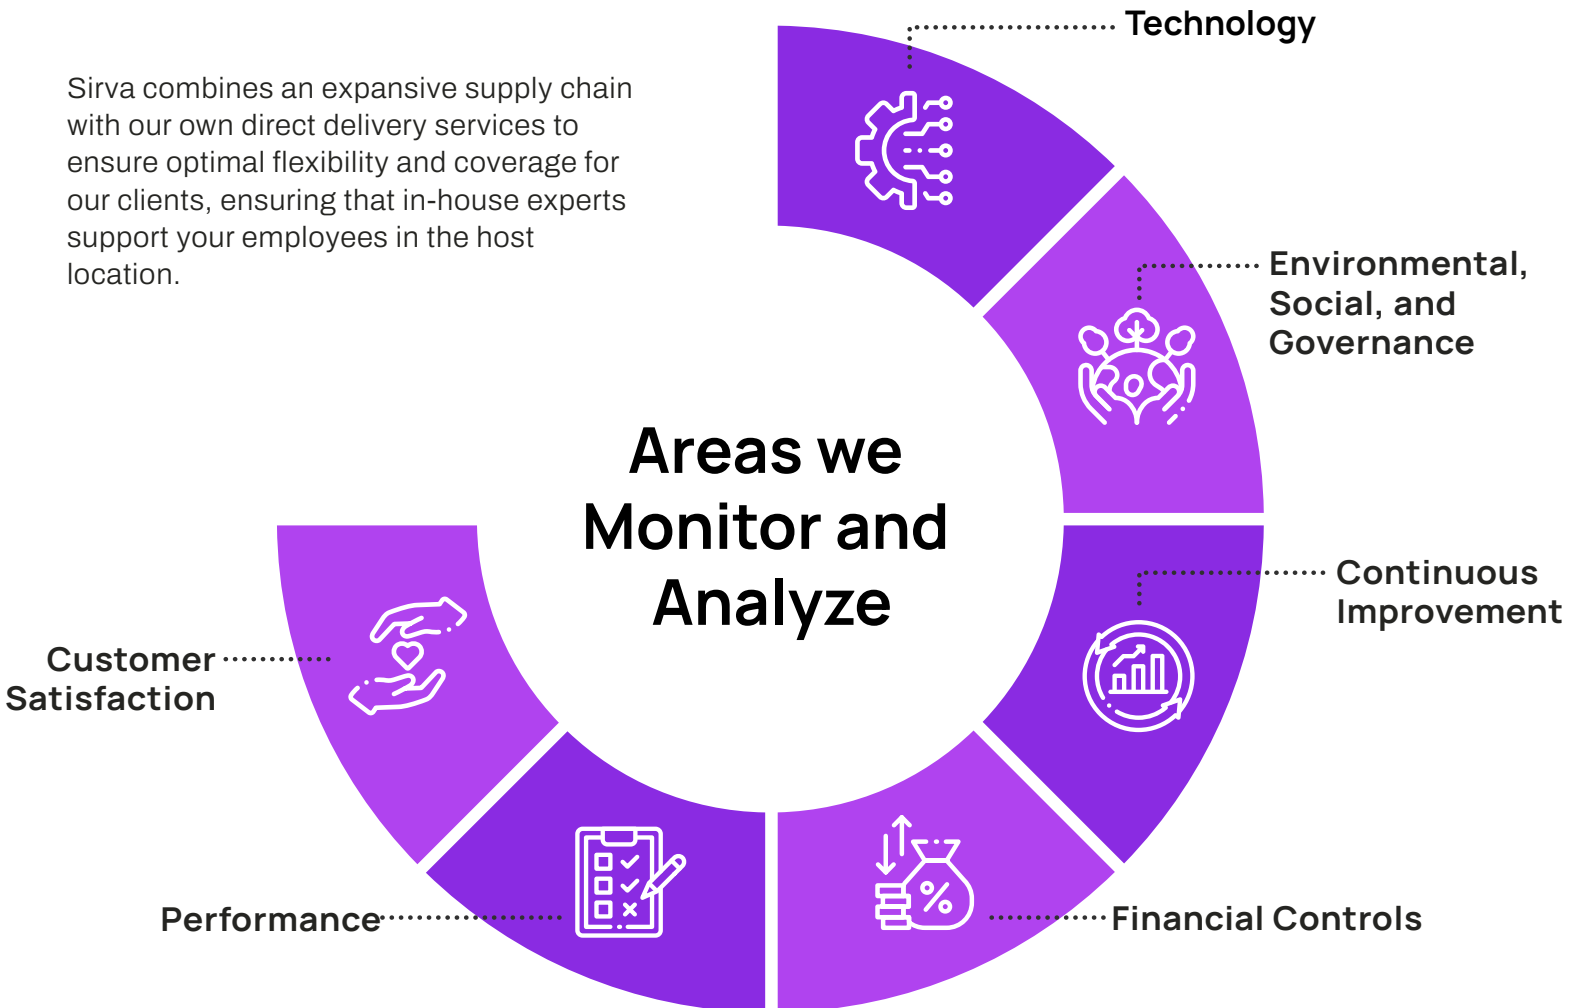 Sirva combines an expansive supply chain
with our own direct delivery services to
ensure optimal flexibility and coverage for
our clients, ensuring that in-house experts
support your employees in the host
location.
Technology
Environmental,
Social, and
Governance
Areas we
Monitor and
Analyze
Continuous
Improvement
Customer
Satisfaction
Performance
Financial Controls